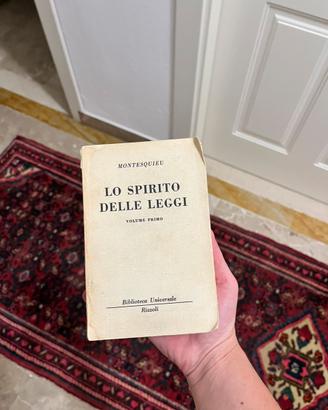 MONTESQUIEU
LO SPIRITO
DELLE LEGGI
VOLUME PRIMO
Biblioteca Universale
Rizzoli